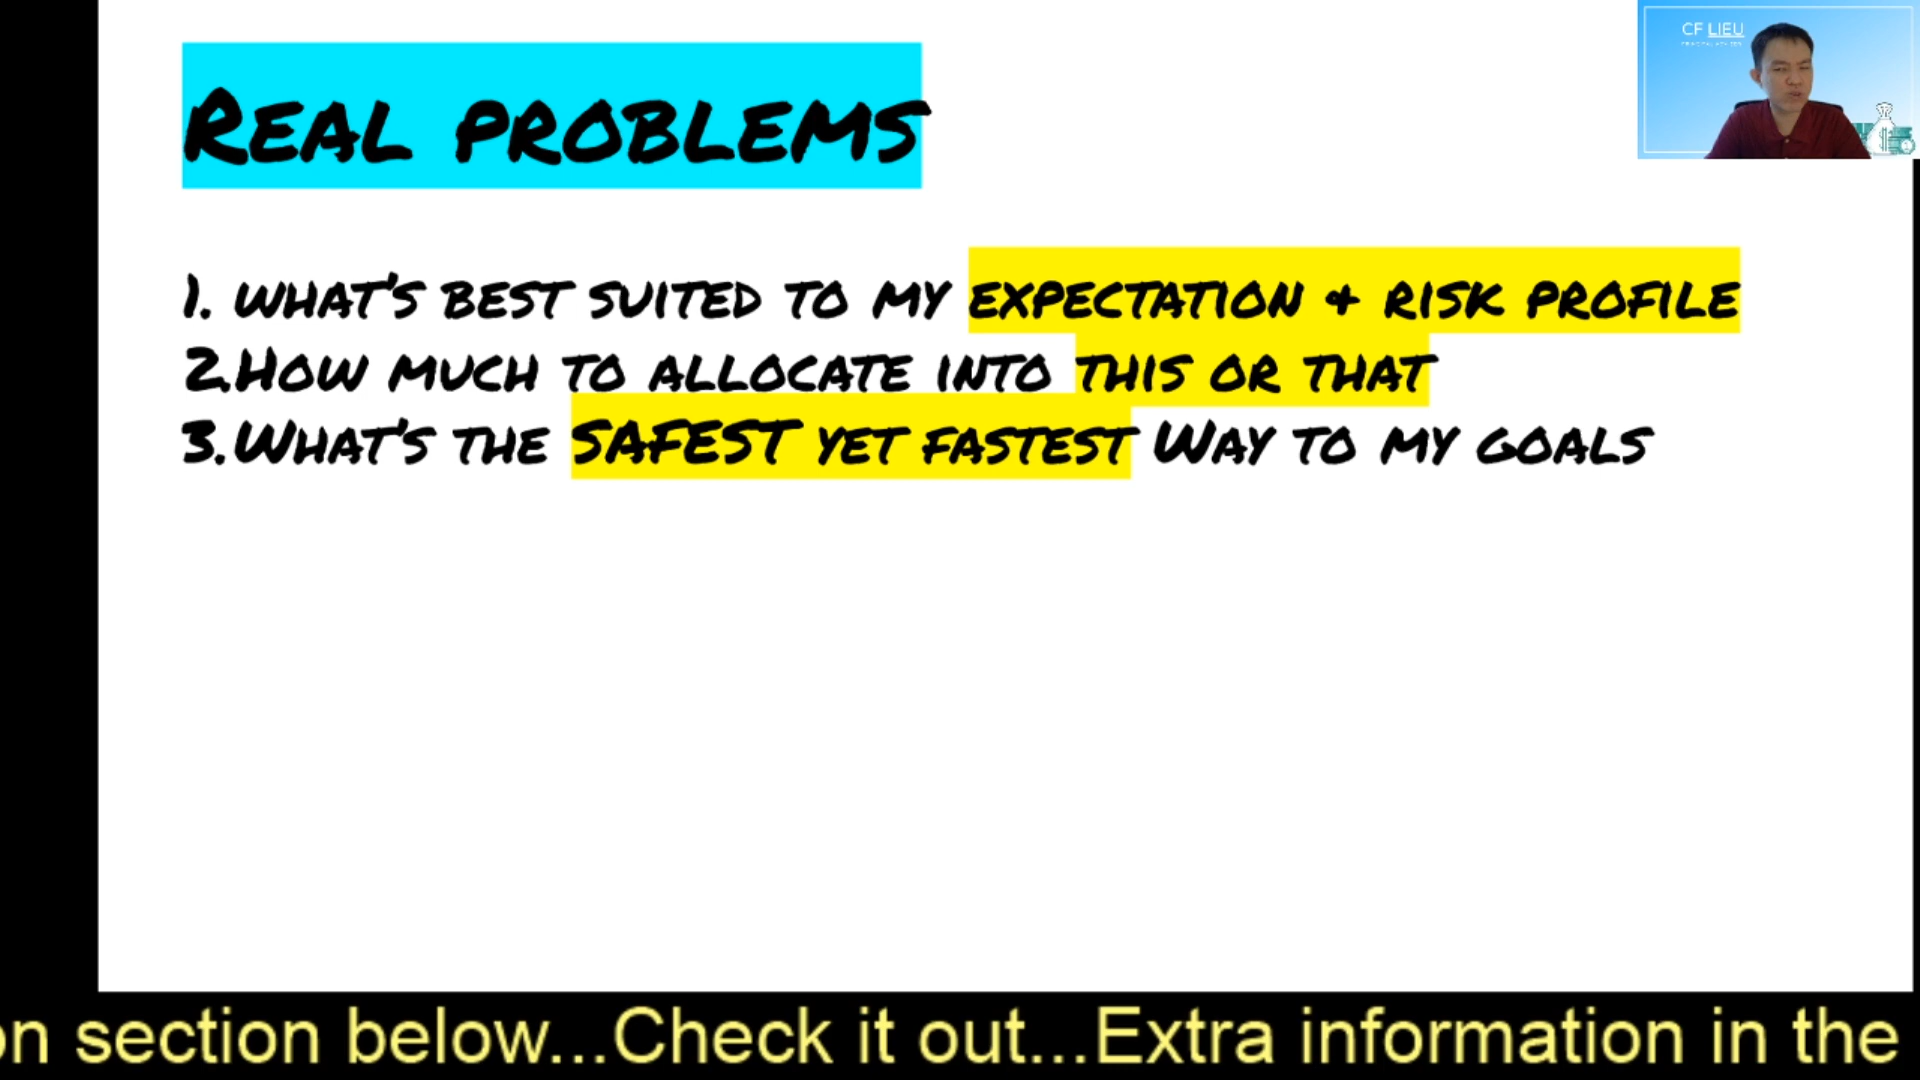 CF LIEU
REAL PROBLEMS
1. WHAT'S BEST SUITED TO MY EXPECTATION & RISK PROFILE
2.HOW MUCH TO ALLOCATE INTO THIS OR THAT
3.WHAT'S THE SAFEST YET FASTEST WAY TO MY GOALS
on section below...Check it out...Extra information in the